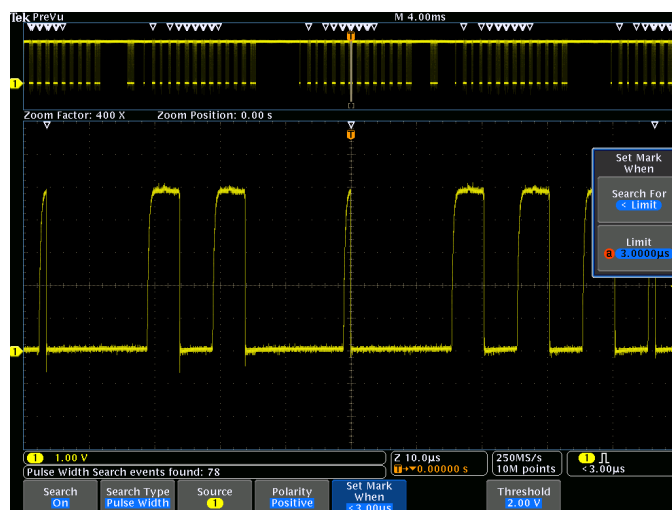 Tek PreVu M 4.00ms
T
1
[ ]
Zoom Factor: 400 X Zoom Position: 0.00 s
T
Set Mark
When
Search For
< Limit
Limit
a 3.0000µs
1
1 1.00 V Z 10.0µs 250MS/s 1
T→▼0.00000 s 10M points <3.00µs
Pulse Width Search events found: 78
Search Search Type Source Polarity Set Mark When Threshold
On Pulse Width 1 Positive <3.00µs 2.00 V